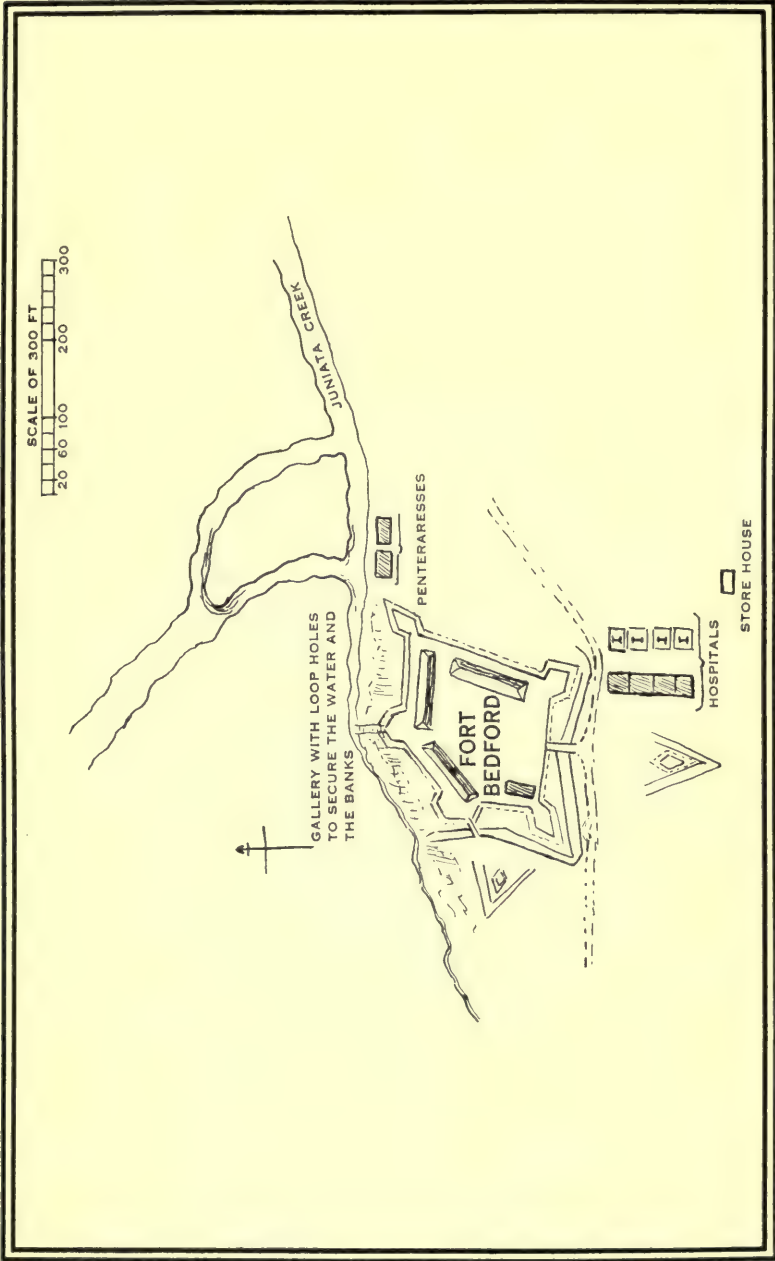 SCALE OF 300 FT
20 60 100 200 300
JUNIATA CREEK
GALLERY WITH LOOP HOLES
TO SECURE THE WATER AND
THE BANKS
PENTERARESSES
FORT
BEDFORD
I
I
I
I
HOSPITALS
STORE HOUSE